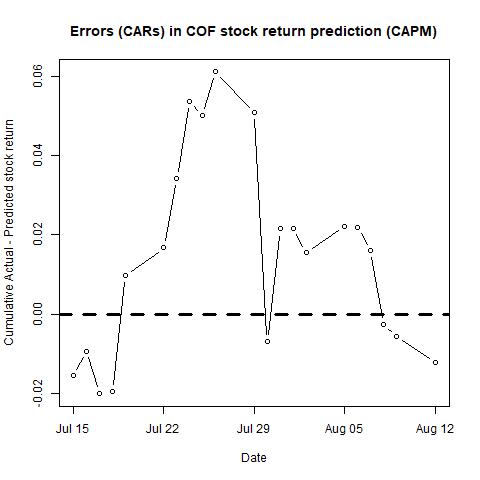 Errors (CARs) in COF stock return prediction (CAPM)
Cumulative Actual - Predicted stock return
0.06
0.04
0.02
0.00
-0.02
Jul 15 Jul 22 Jul 29 Aug 05 Aug 12
Date